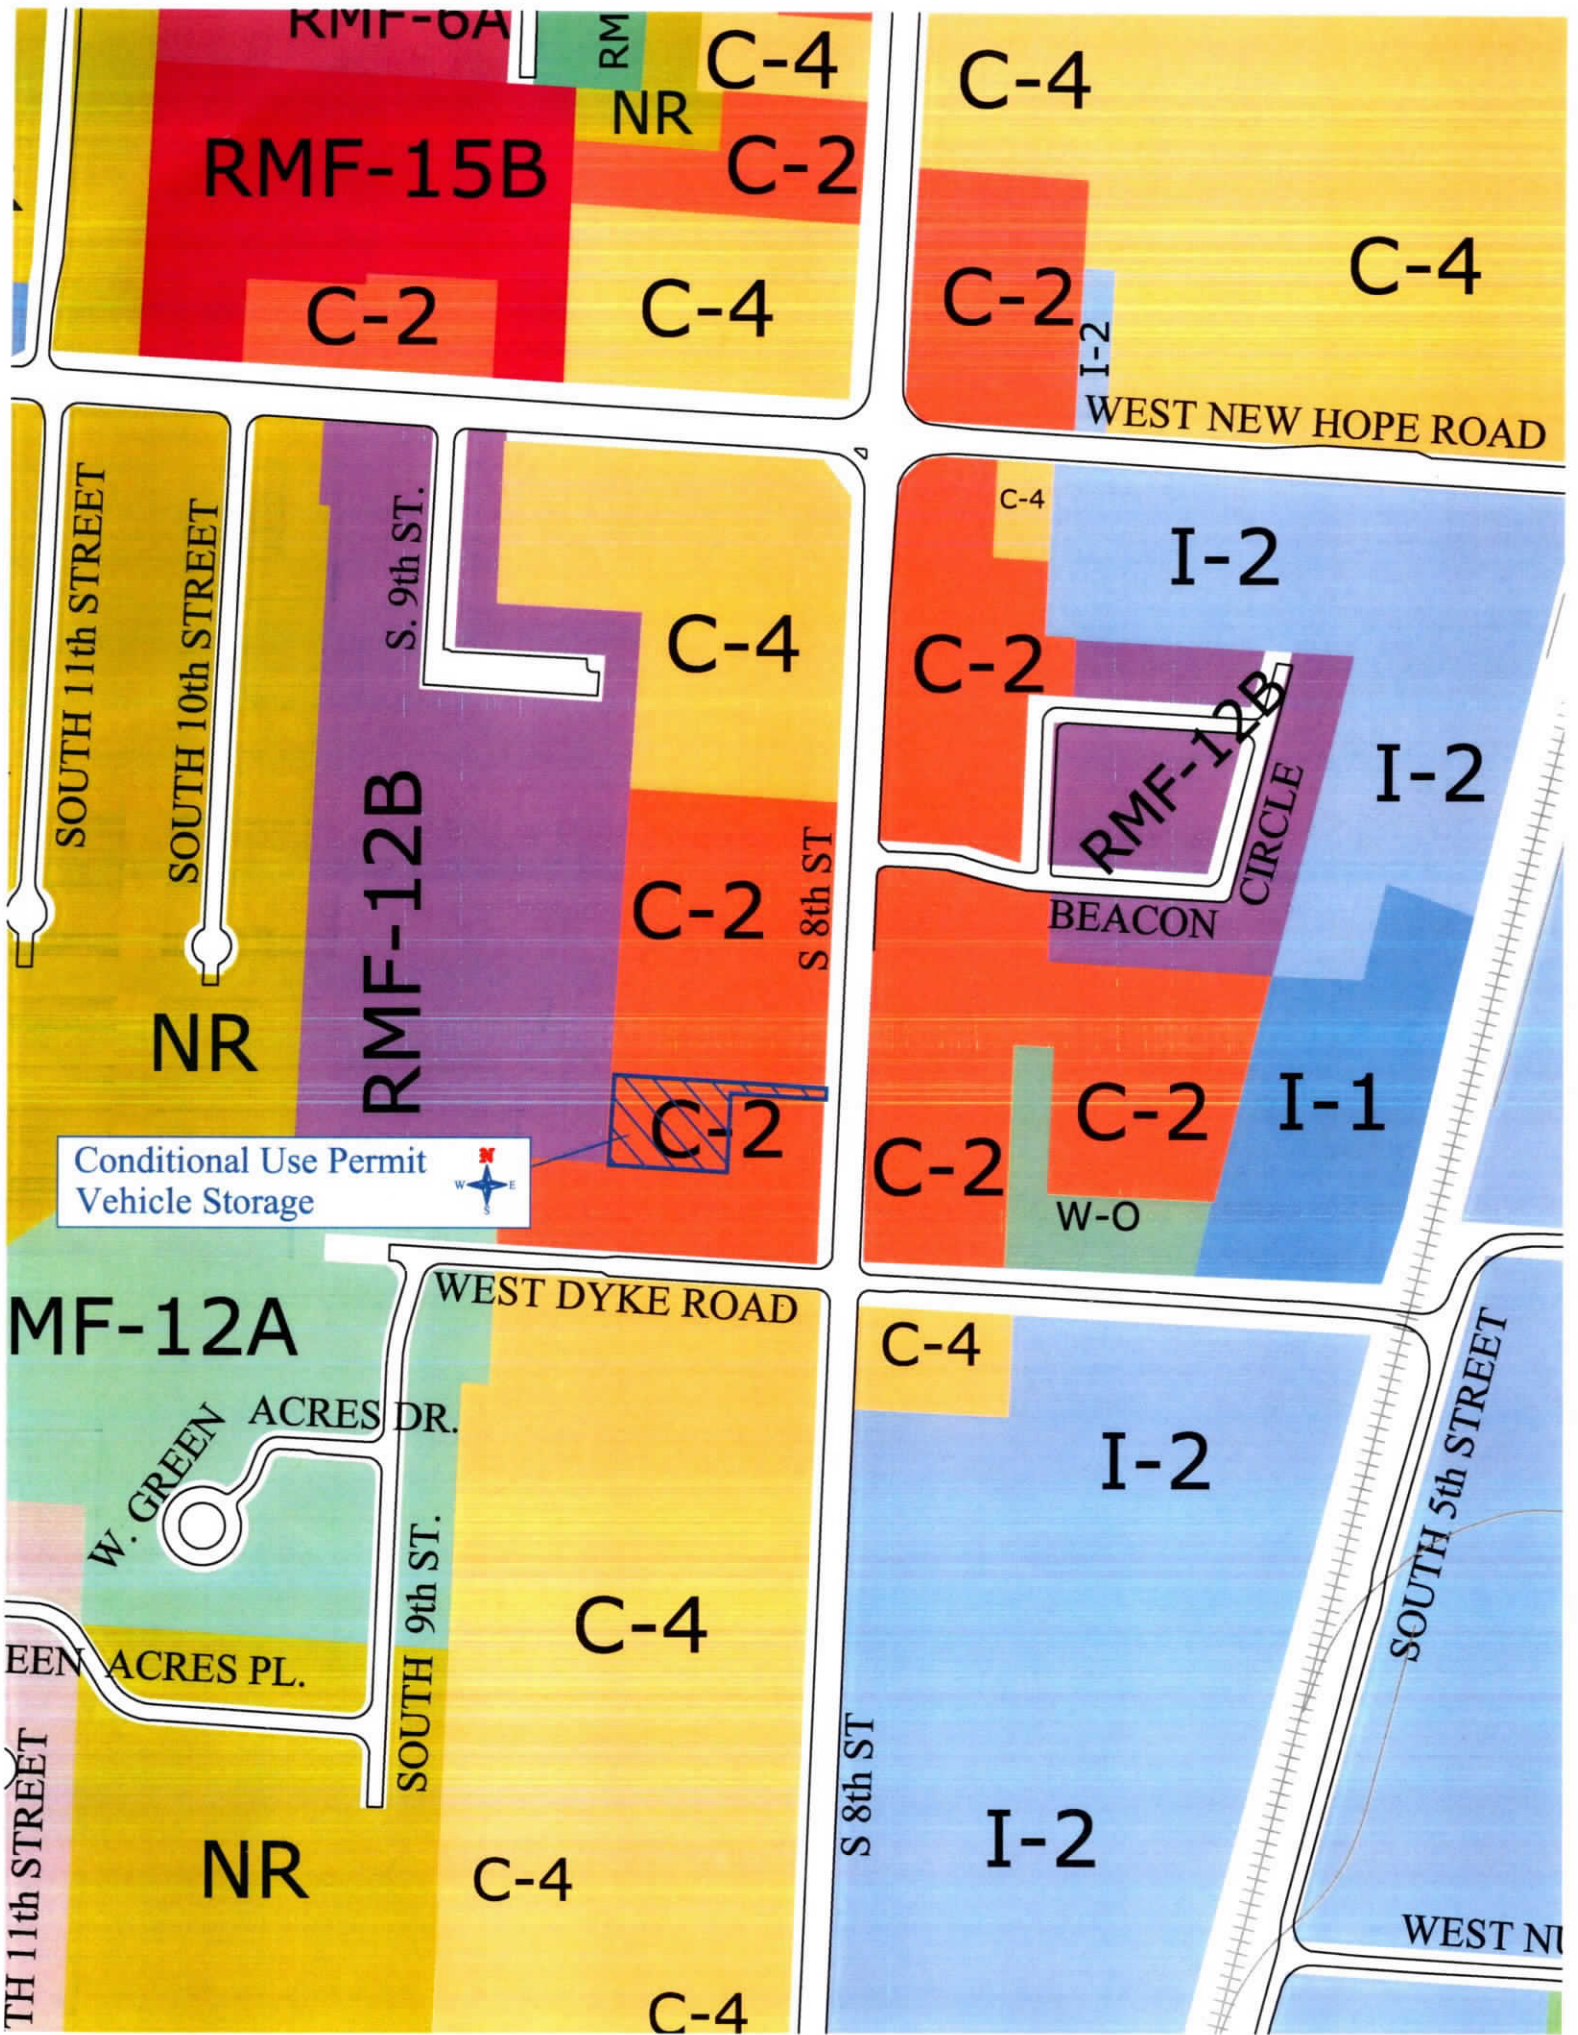 RMF-6A
RM
C-4
C-4
NR
RMF-15B
C-2
C-4
C-2
C-2
C-4
I-2
WEST NEW HOPE ROAD
C-4
SOUTH 11th STREET
SOUTH 10th STREET
S. 9th ST.
I-2
C-4
C-2
RMF-12B
I-2
CIRCLE
RMF-12B
C-2
S 8th ST
BEACON
NR
C-2
C-2
I-1
C-2
Conditional Use Permit
Vehicle Storage
N
W
E
S
W-O
WEST DYKE ROAD
MF-12A
C-4
SOUTH 5th STREET
ACRES DR.
W. GREEN
I-2
SOUTH 9th ST.
C-4
EEN ACRES PL.
TH 11th STREET
S 8th ST
I-2
NR
C-4
WEST NU
C-4